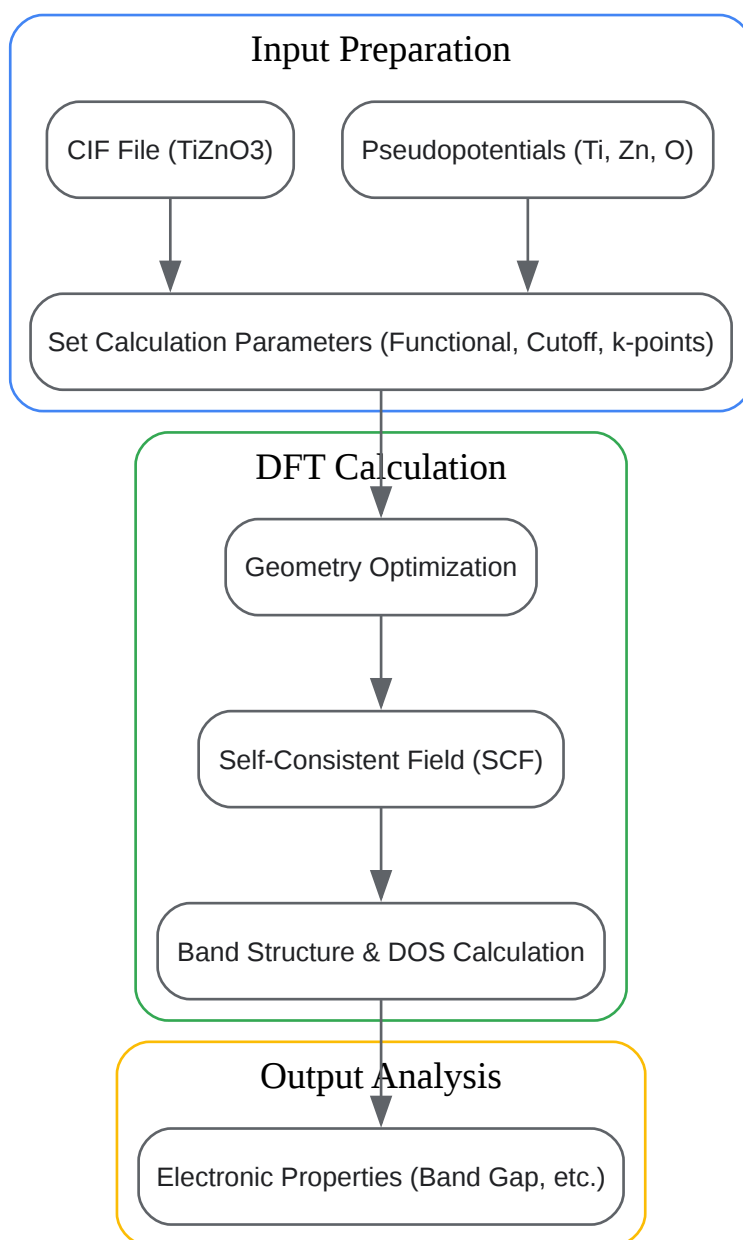 Input Preparation
CIF File (TiZnO3)
Pseudopotentials (Ti, Zn, O)
Set Calculation Parameters (Functional, Cutoff, k-points)
DFT Calculation
Geometry Optimization
Self-Consistent Field (SCF)
Band Structure & DOS Calculation
Output Analysis
Electronic Properties (Band Gap, etc.)